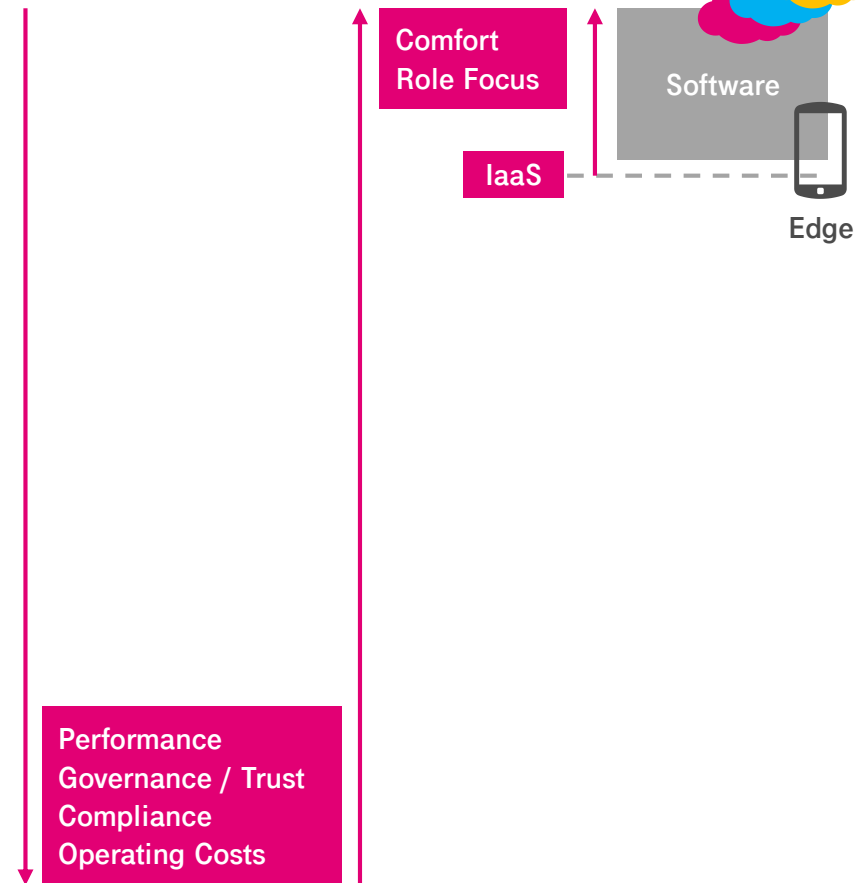 Comfort
Role Focus
Software
IaaS
Edge
Performance
Governance / Trust
Compliance
Operating Costs